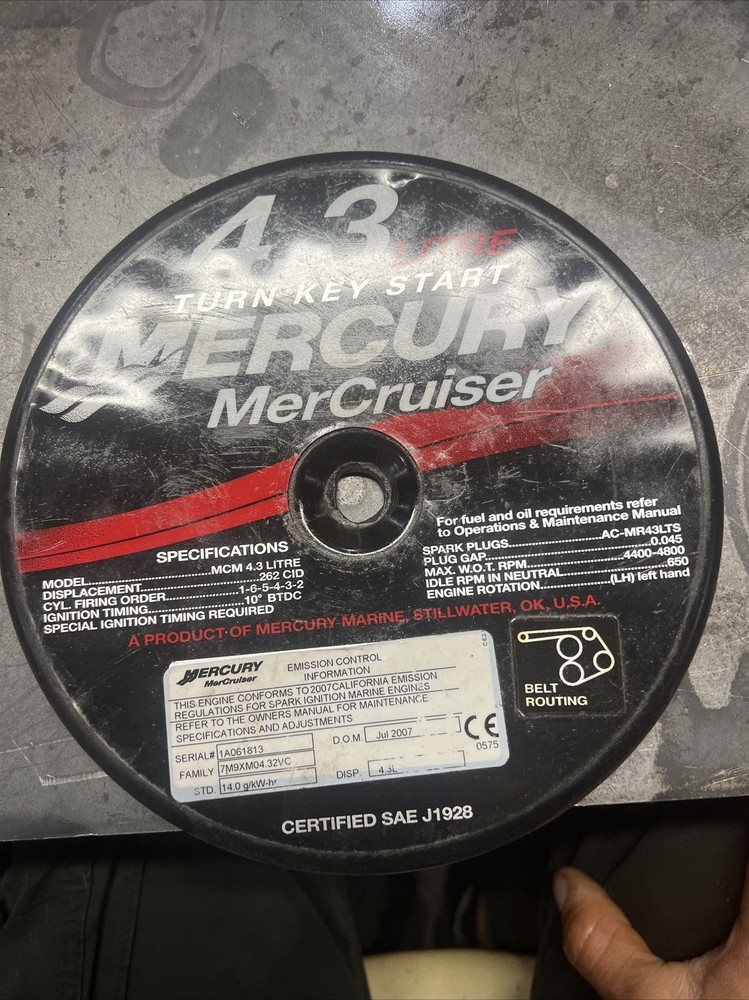 4.3 LITRE
TURN KEY START
MERCURY
MerCruiser
SPECIFICATIONS
MODEL..............................MCM 4.3 LITRE
DISPLACEMENT..............................262 CID
CYL. FIRING ORDER....................1-6-5-4-3-2
IGNITION TIMING....................10° BTDC
SPECIAL IGNITION TIMING REQUIRED
For fuel and oil requirements refer
to Operations & Maintenance Manual
SPARK PLUGS..............................AC-MR43LTS
PLUG GAP........................................0.045
MAX. W.O.T. RPM....................4400-4800
IDLE RPM IN NEUTRAL....................650
ENGINE ROTATION....................(LH) left hand
A PRODUCT OF MERCURY MARINE, STILLWATER, OK, U.S.A.
MERCURY
MerCruiser
EMISSION CONTROL
INFORMATION
THIS ENGINE CONFORMS TO 2007CALIFORNIA EMISSION
REGULATIONS FOR SPARK IGNITION MARINE ENGINES
REFER TO THE OWNERS MANUAL FOR MAINTENANCE
SPECIFICATIONS AND ADJUSTMENTS
SERIAL# 1A061813
D.O.M. Jul 2007
FAMILY 7M9XM04.32VC
DISP. 4.3L
STD. 14.0 g/kW-hr
CE
0575
BELT
ROUTING
CERTIFIED SAE J1928